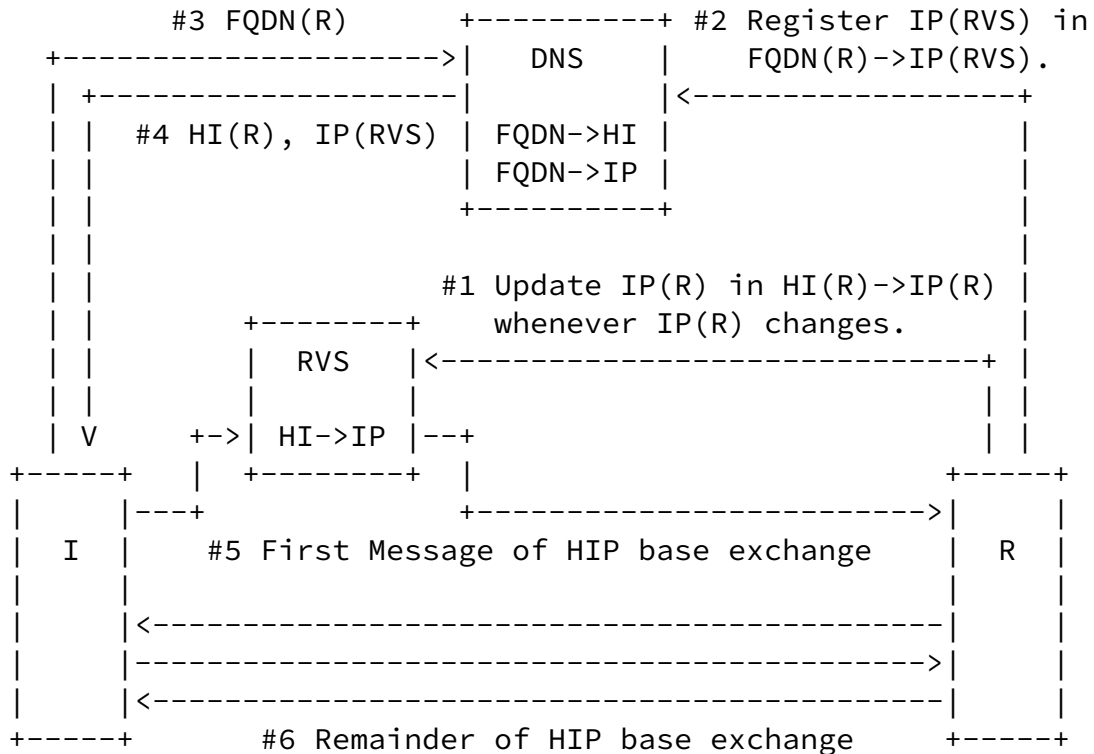 #3 FQDN(R)
#2 Register IP(RVS) in
DNS
FQDN(R)->IP(RVS).
#4 HI(R), IP(RVS)
FQDN->HI
FQDN->IP
#1 Update IP(R) in HI(R)->IP(R)
whenever IP(R) changes.
RVS
V
HI->IP
#5 First Message of HIP base exchange
I
R
#6 Remainder of HIP base exchange